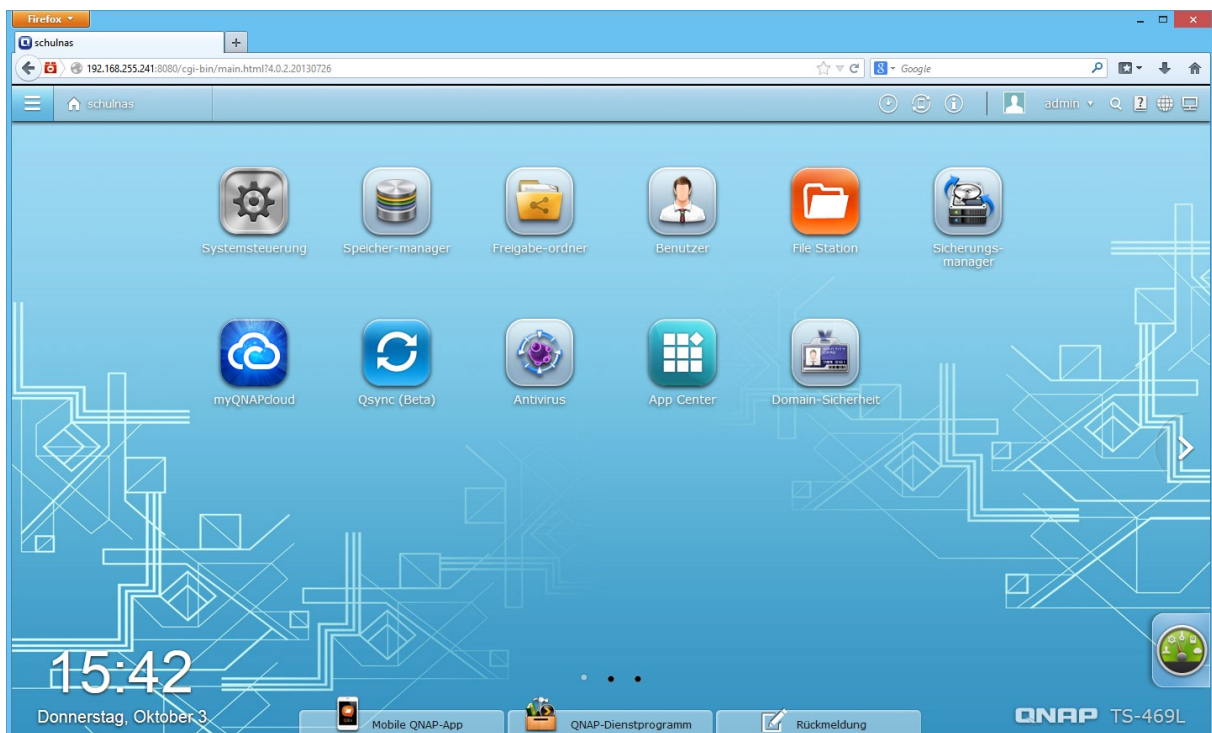 Firefox
schulnas
+
192.168.255.241:8080/cgi-bin/main.html?4.0.2.20130726
Google
schulnas
admin
Systemsteuerung
Speicher-manager
Freigabe-ordner
Benutzer
File Station
Sicherungs-
manager
myQNAPcloud
Qsync (Beta)
Antivirus
App Center
Domain-Sicherheit
15:42
Donnerstag, Oktober 3
Mobile QNAP-App
QNAP-Dienstprogramm
Rückmeldung
QNAP TS-469L